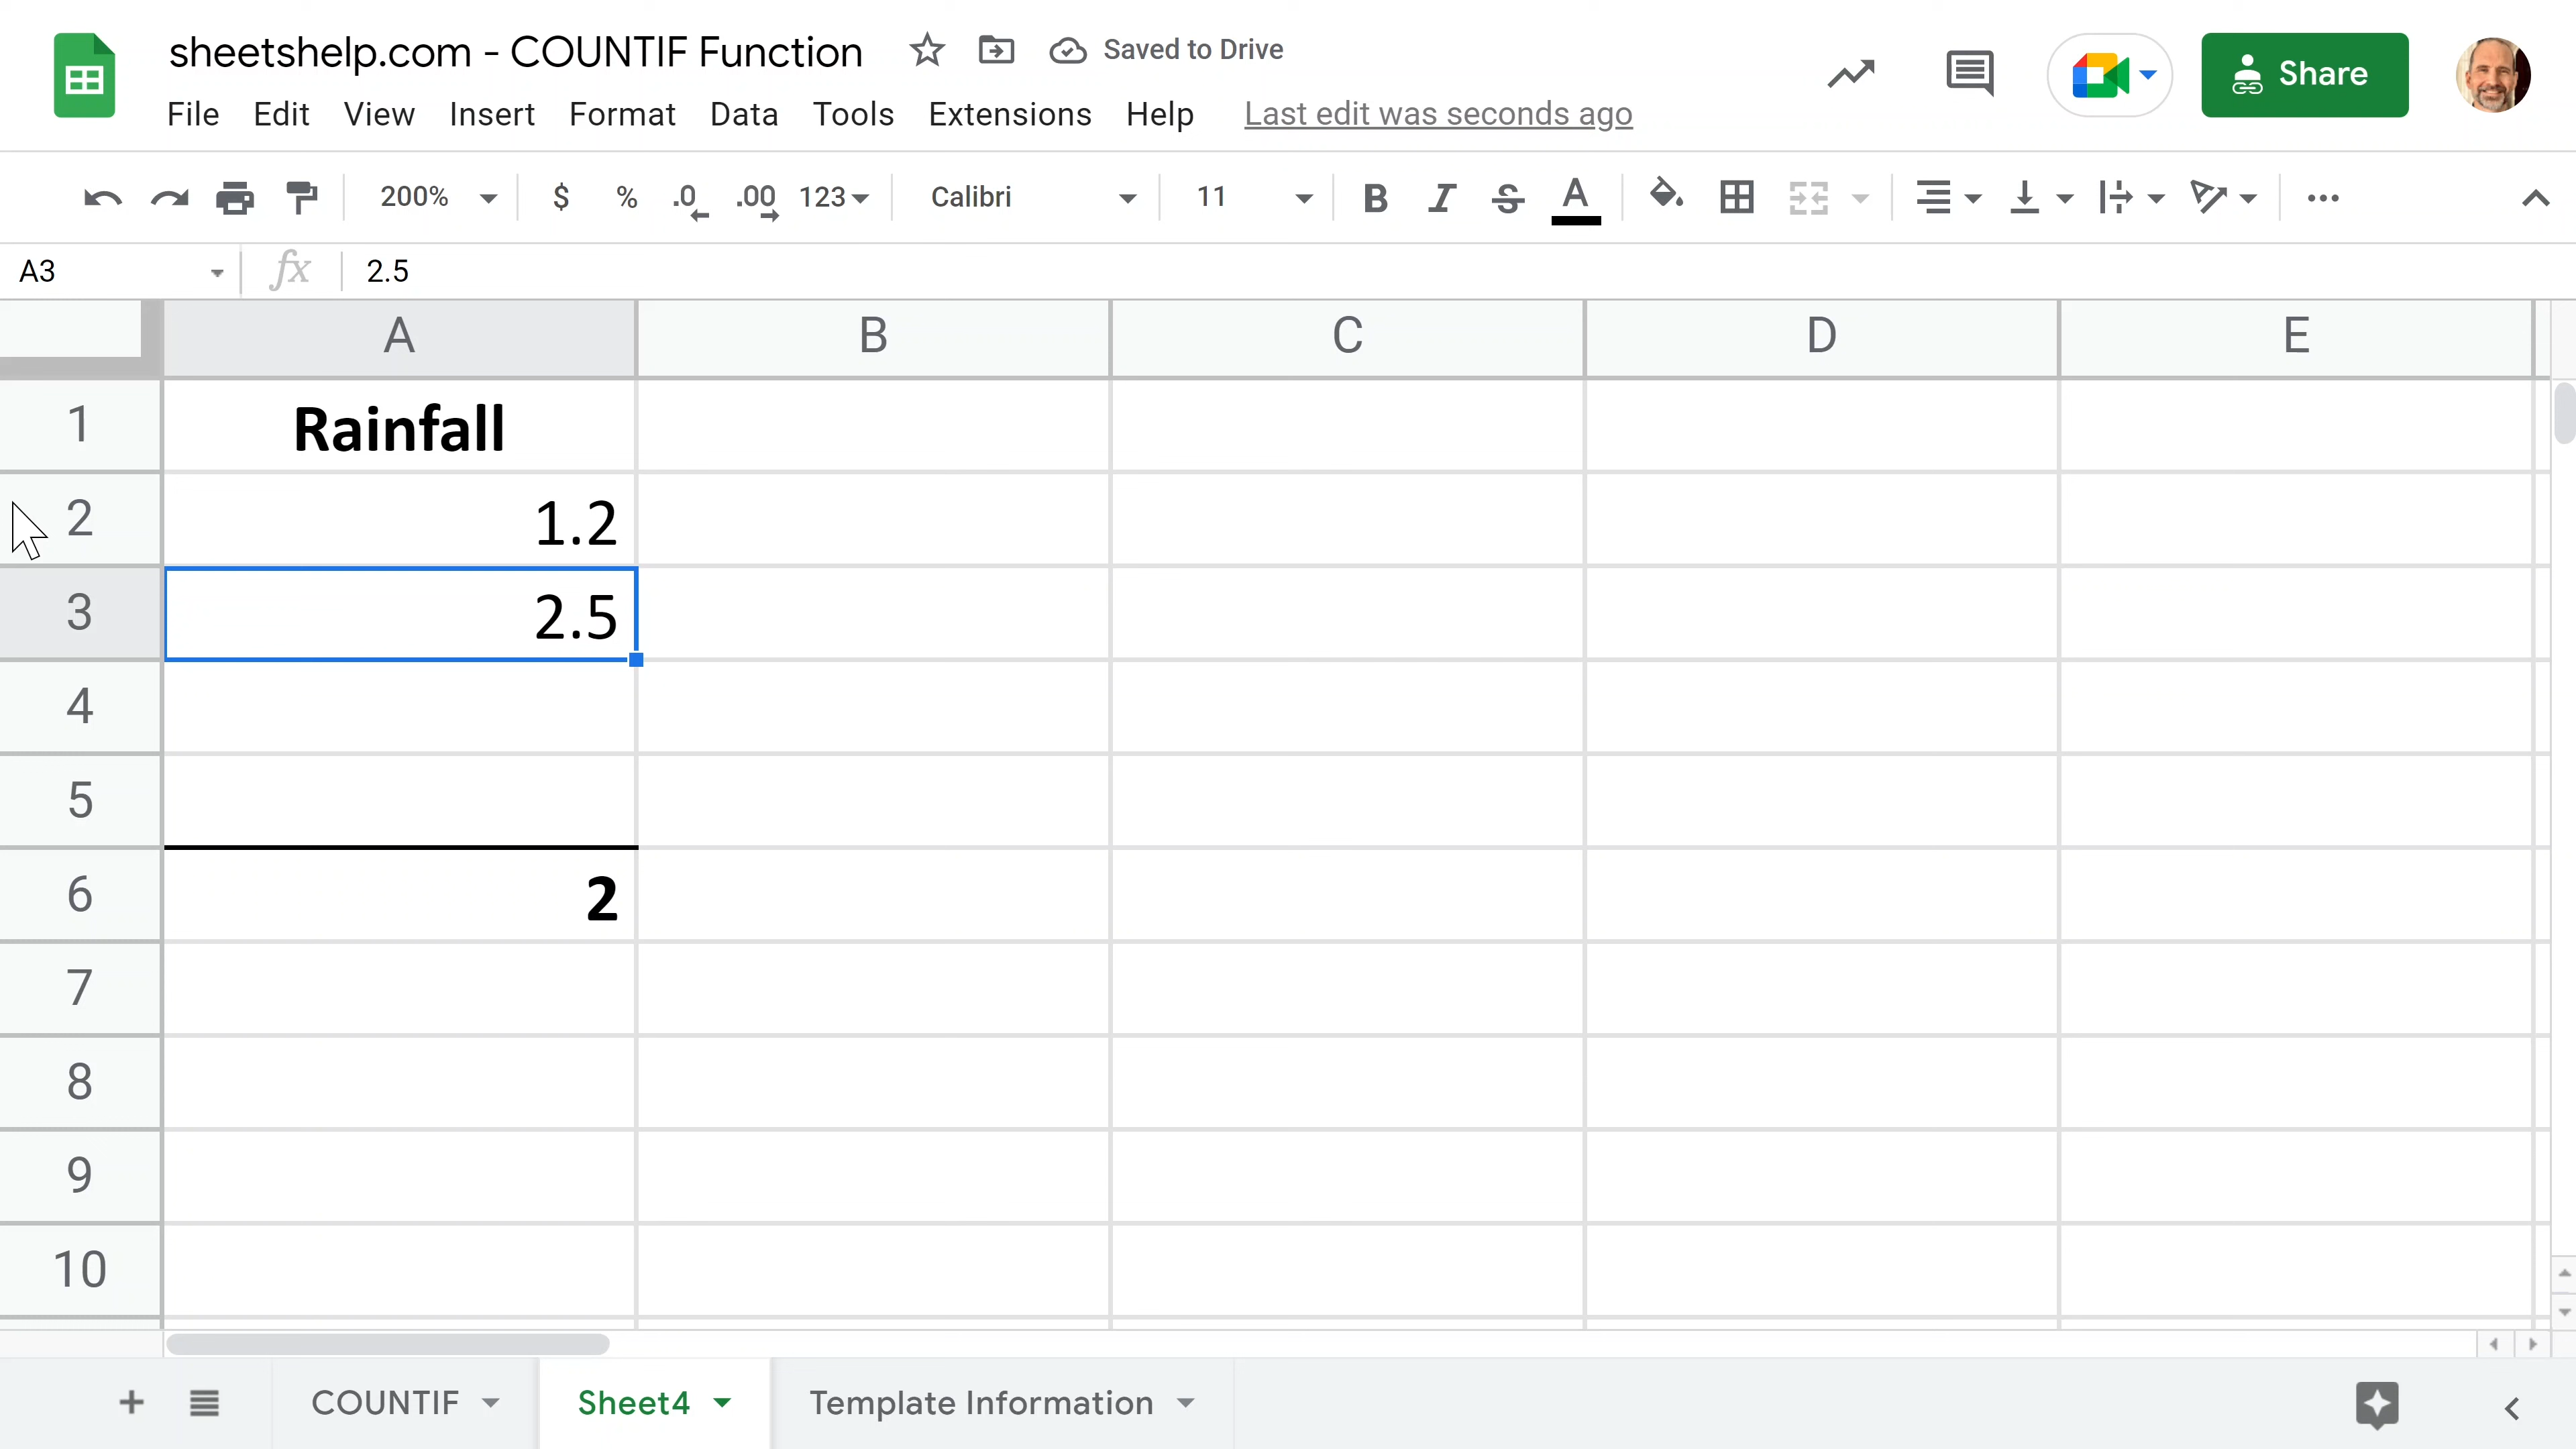 sheetshelp.com - COUNTIF Function Saved to Drive
Share
File Edit View Insert Format Data Tools Extensions Help Last edit was seconds ago
200% $ % .0 .00 123 Calibri 11 B I S A
A3 fx 2.5
A B C D E
1 Rainfall
2 1.2
3 2.5
4
5
6 2
7
8
9
10
+ COUNTIF Sheet4 Template Information